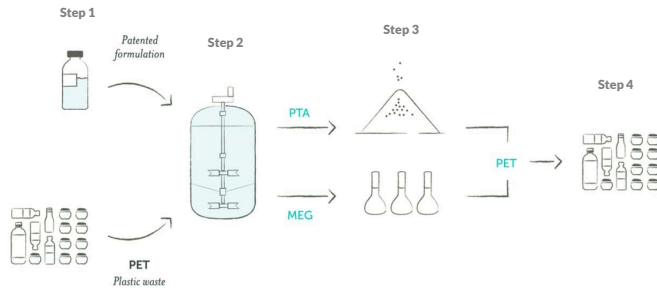 Step 1
Patented
formulation
Step 2
Step 3
Step 4
PTA
MEG
PET
PET
Plastic waste